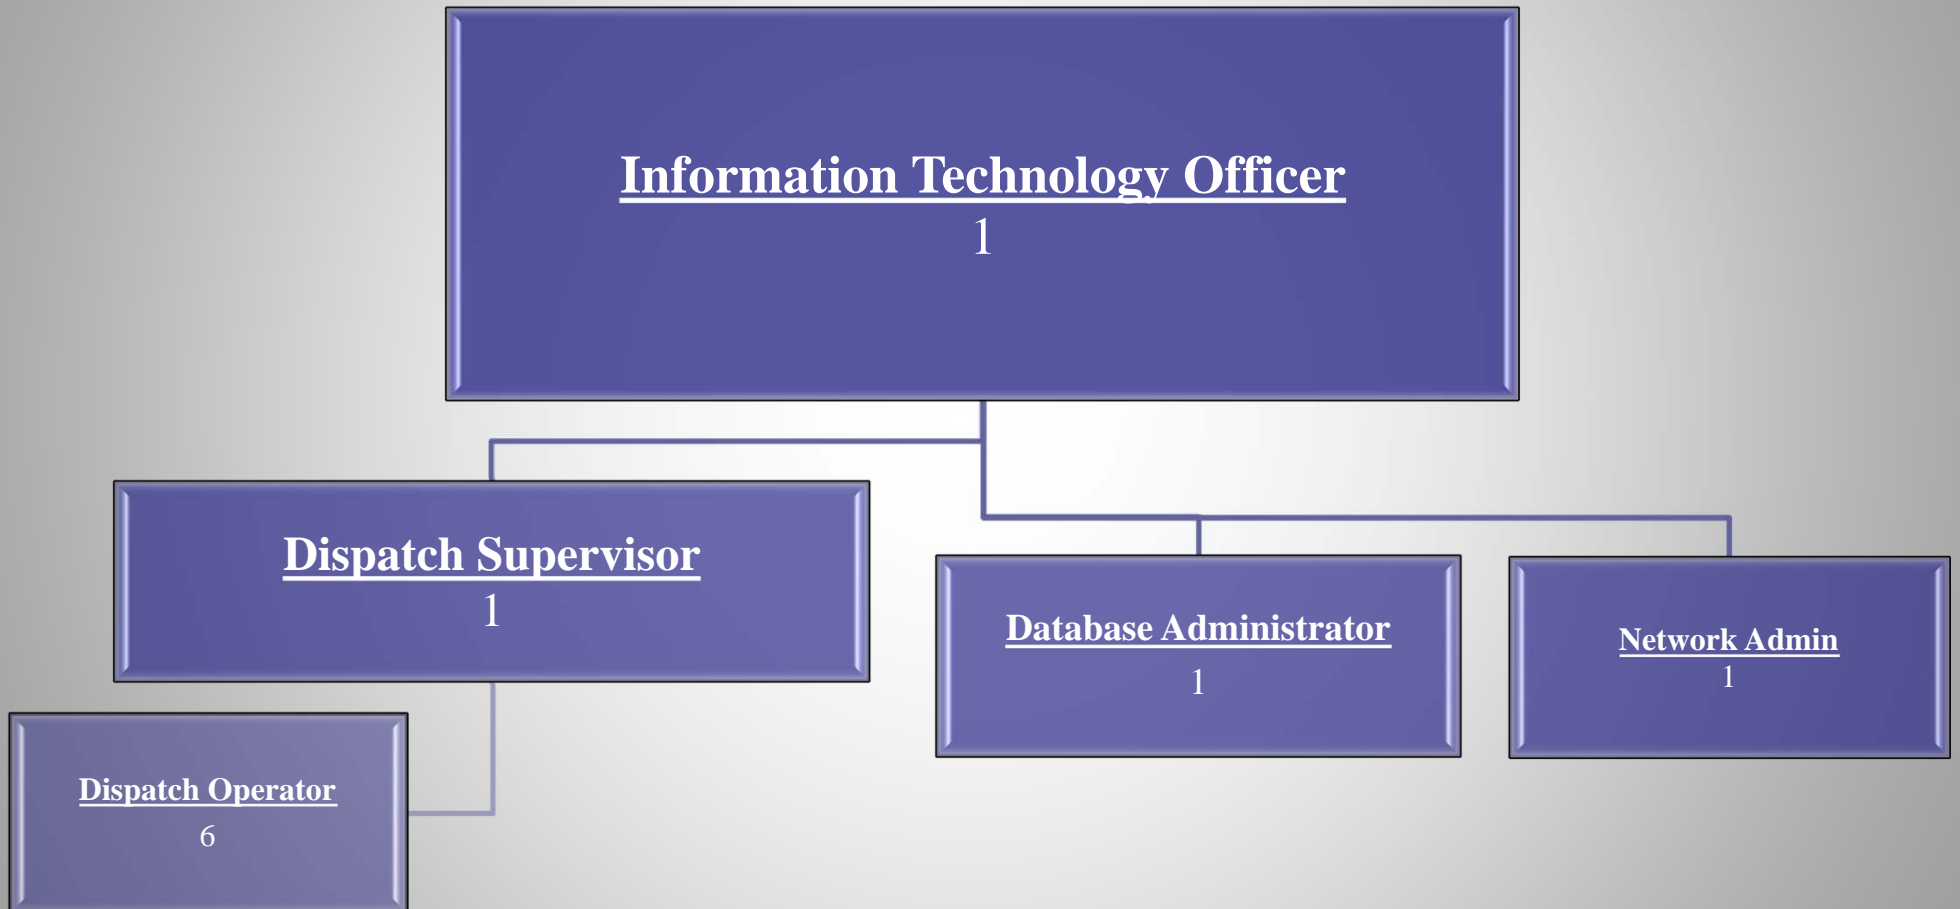 Information Technology Officer
1
Dispatch Supervisor
1
Database Administrator
1
Network Admin
1
Dispatch Operator
6